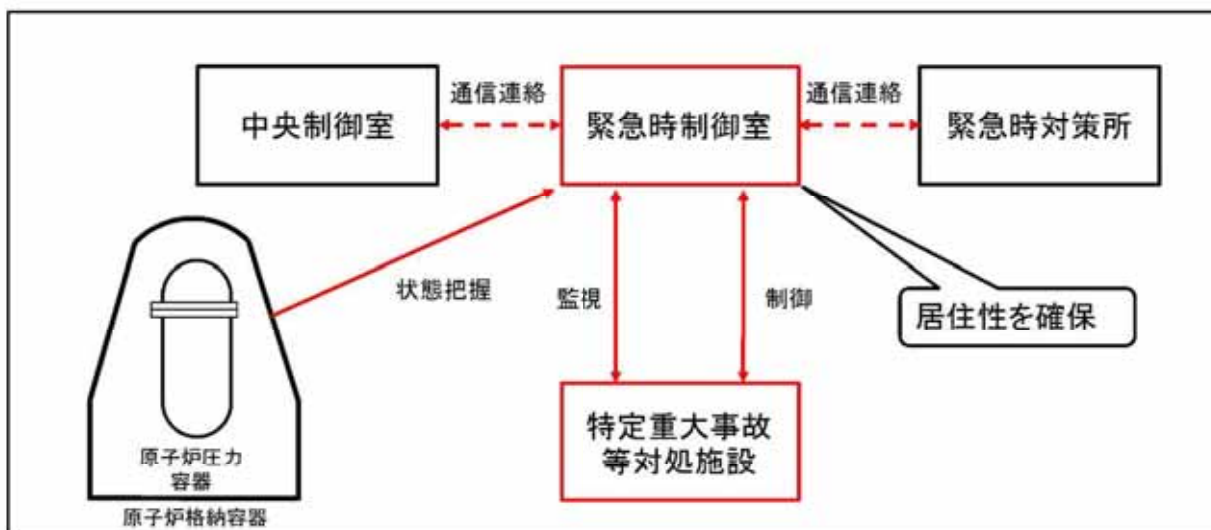 通信連絡
通信連絡
中央制御室
緊急時制御室
緊急時対策所
状態把握
監視
制御
居住性を確保
特定重大事故
等対処施設
原子炉圧力
容器
原子炉格納容器